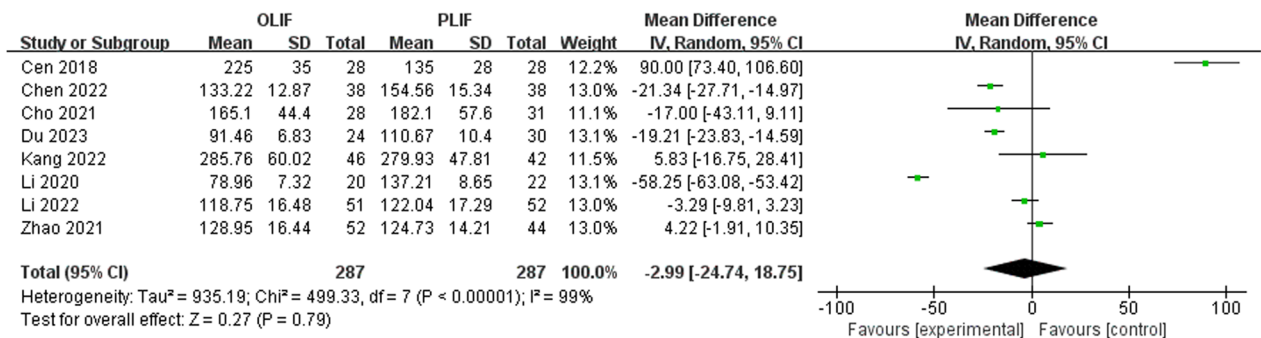 OLIF PLIF Mean Difference Mean Difference
Study or Subgroup Mean SD Total Mean SD Total Weight IV, Random, 95% CI IV, Random, 95% CI
Cen 2018 225 35 28 135 28 28 12.2% 90.00 [73.40, 106.60]
Chen 2022 133.22 12.87 38 154.56 15.34 38 13.0% -21.34 [-27.71, -14.97]
Cho 2021 165.1 44.4 28 182.1 57.6 31 11.1% -17.00 [-43.11, 9.11]
Du 2023 91.46 6.83 24 110.67 10.4 30 13.1% -19.21 [-23.83, -14.59]
Kang 2022 285.76 60.02 46 279.93 47.81 42 11.5% 5.83 [-16.75, 28.41]
Li 2020 78.96 7.32 20 137.21 8.65 22 13.1% -58.25 [-63.08, -53.42]
Li 2022 118.75 16.48 51 122.04 17.29 52 13.0% -3.29 [-9.81, 3.23]
Zhao 2021 128.95 16.44 52 124.73 14.21 44 13.0% 4.22 [-1.91, 10.35]
Total (95% CI) 287 287 100.0% -2.99 [-24.74, 18.75]
Heterogeneity: Tau² = 935.19; Chi² = 499.33, df = 7 (P < 0.00001); I² = 99%
Test for overall effect: Z = 0.27 (P = 0.79)
-100 -50 0 50 100
Favours [experimental] Favours [control]